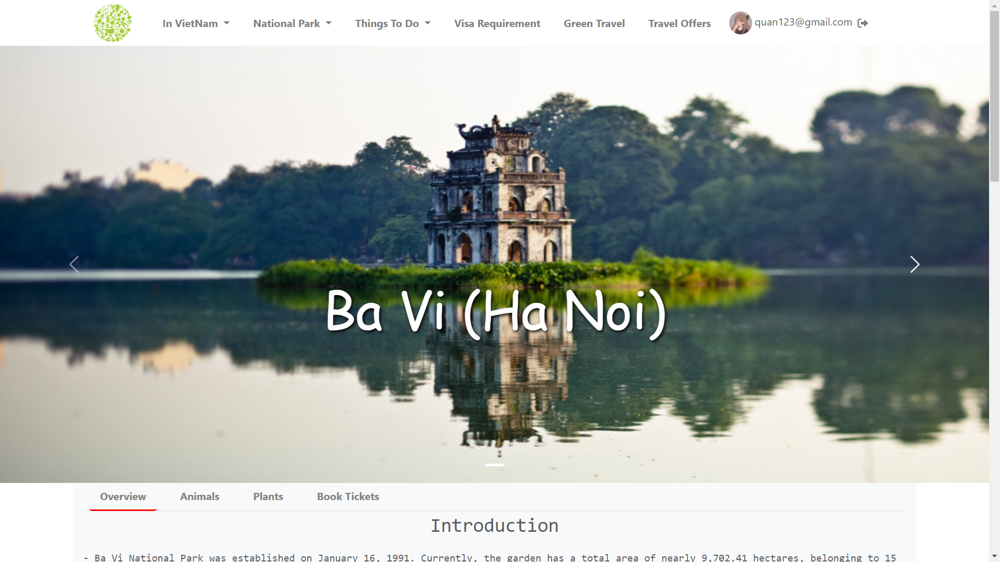 In VietNam National Park Things To Do Visa Requirement Green Travel Travel Offers quan123@gmail.com
Ba Vi (Ha Noi)
Overview Animals Plants Book Tickets
Introduction
- Ba Vi National Park was established on January 16, 1991. Currently, the garden has a total area of nearly 9,702.41 hectares, belonging to 15